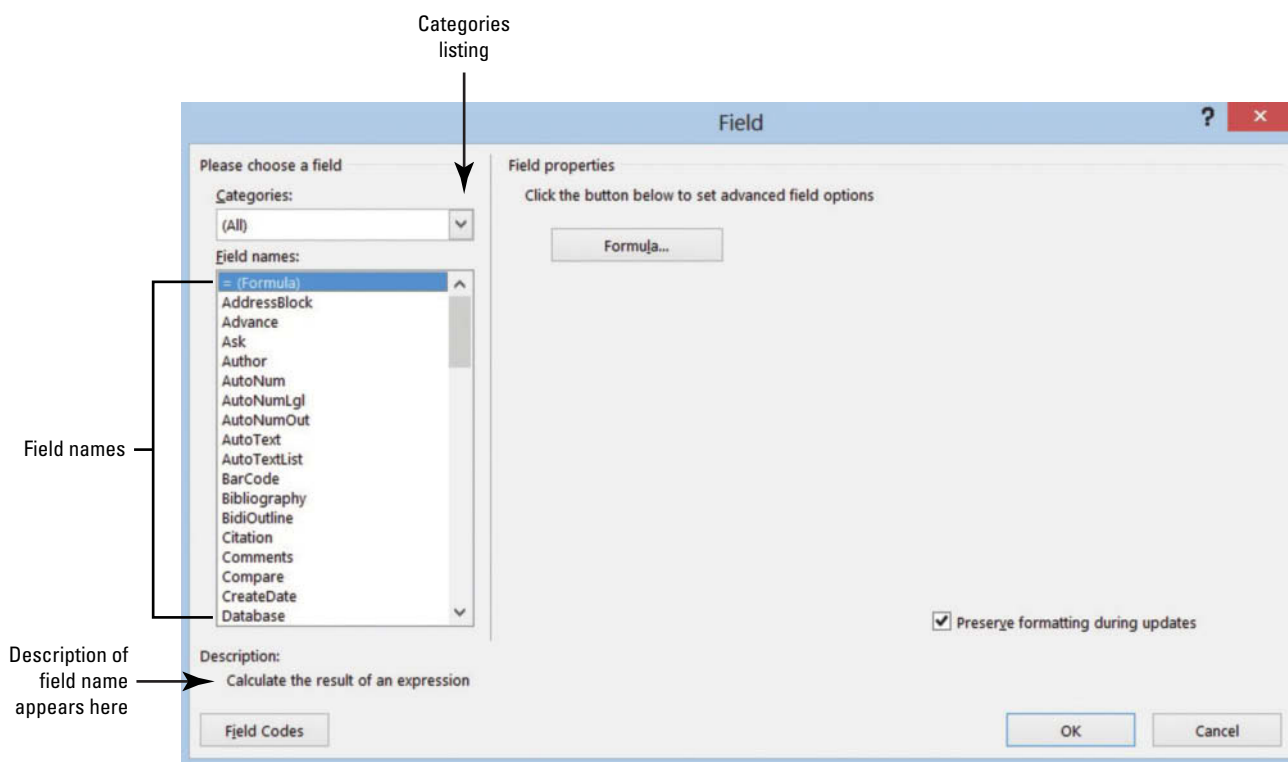 Categories
listing
Field
?
Please choose a field
Categories:
(All)
Field names:
= (Formula)
AddressBlock
Advance
Ask
Author
AutoNum
AutoNumLgl
AutoNumOut
AutoText
AutoTextList
BarCode
Bibliography
BidiOutline
Citation
Comments
Compare
CreateDate
Database
Field properties
Click the button below to set advanced field options
Formula...
Preserve formatting during updates
Field names
Description of
field name
appears here
Description:
Calculate the result of an expression
Field Codes
OK
Cancel